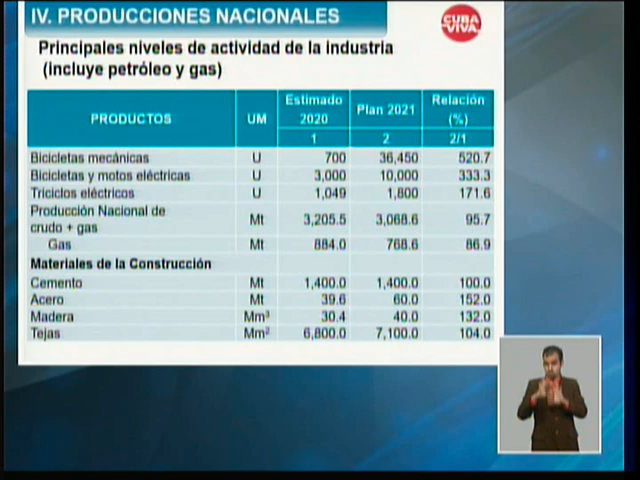 IV. PRODUCCIONES NACIONALES
CUBA
VIVA
Principales niveles de actividad de la industria
(incluye petróleo y gas)
PRODUCTOS UM Estimado 2020 Plan 2021 Relación (%)
1 2 2/1
Bicicletas mecánicas U 700 36,450 520.7
Bicicletas y motos eléctricas U 3,000 10,000 333.3
Triciclos eléctricos U 1,049 1,800 171.6
Producción Nacional de crudo + gas Mt 3,205.5 3,068.6 95.7
Gas Mt 884.0 768.6 86.9
Materiales de la Construcción
Cemento Mt 1,400.0 1,400.0 100.0
Acero Mt 39.6 60.0 152.0
Madera Mm³ 30.4 40.0 132.0
Tejas Mm² 6,800.0 7,100.0 104.0